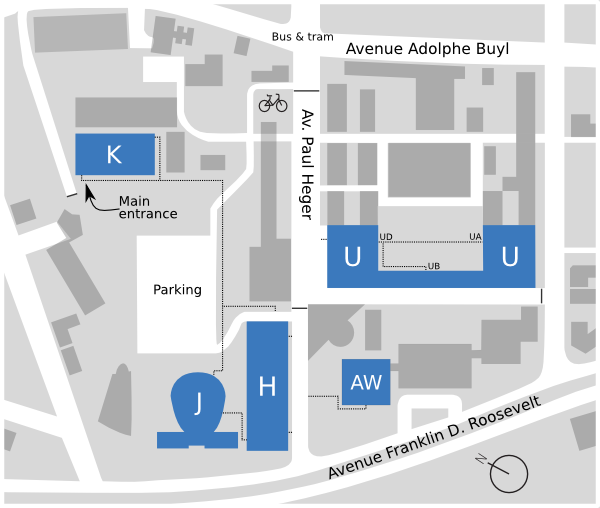 Bus & tram
Avenue Adolphe Buyl
Av. Paul Heger
K
Main
entrance
U
UD
UA
UB
U
Parking
H
J
AW
Avenue Franklin D. Roosevelt
N